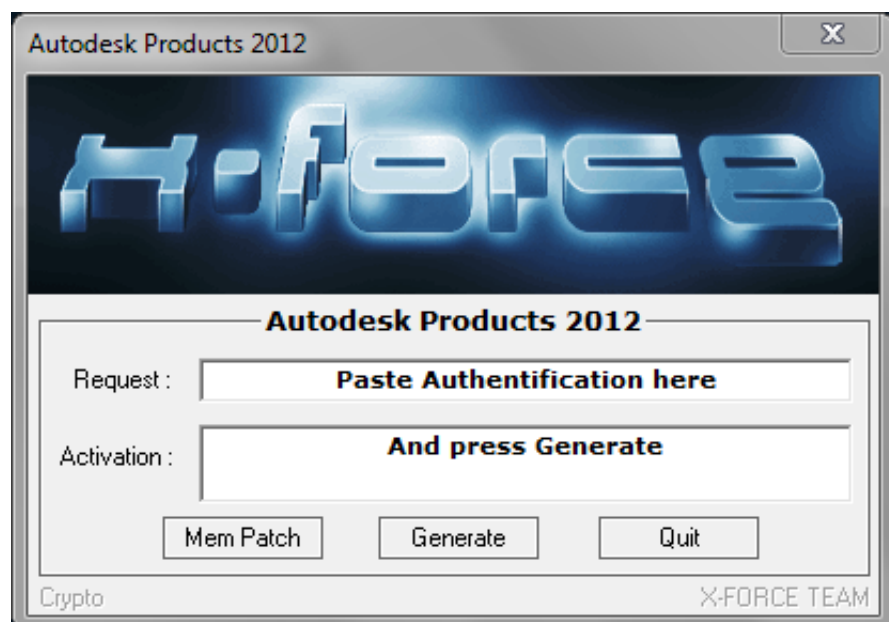 Autodesk Products 2012
x-force
Autodesk Products 2012
Request :
Paste Authentification here
Activation :
And press Generate
Mem Patch
Generate
Quit
Crypto
X-FORCE TEAM